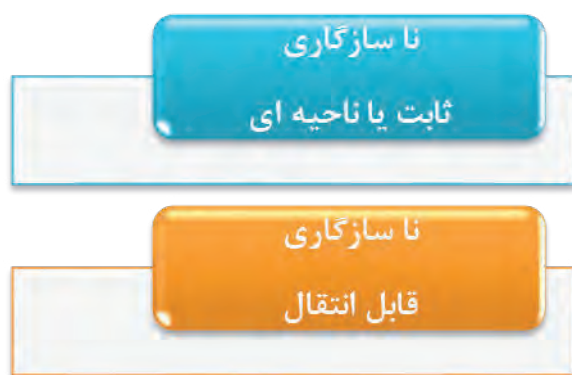 نا سازگاری
ثابت یا ناحیه ای
نا سازگاری
قابل انتقال